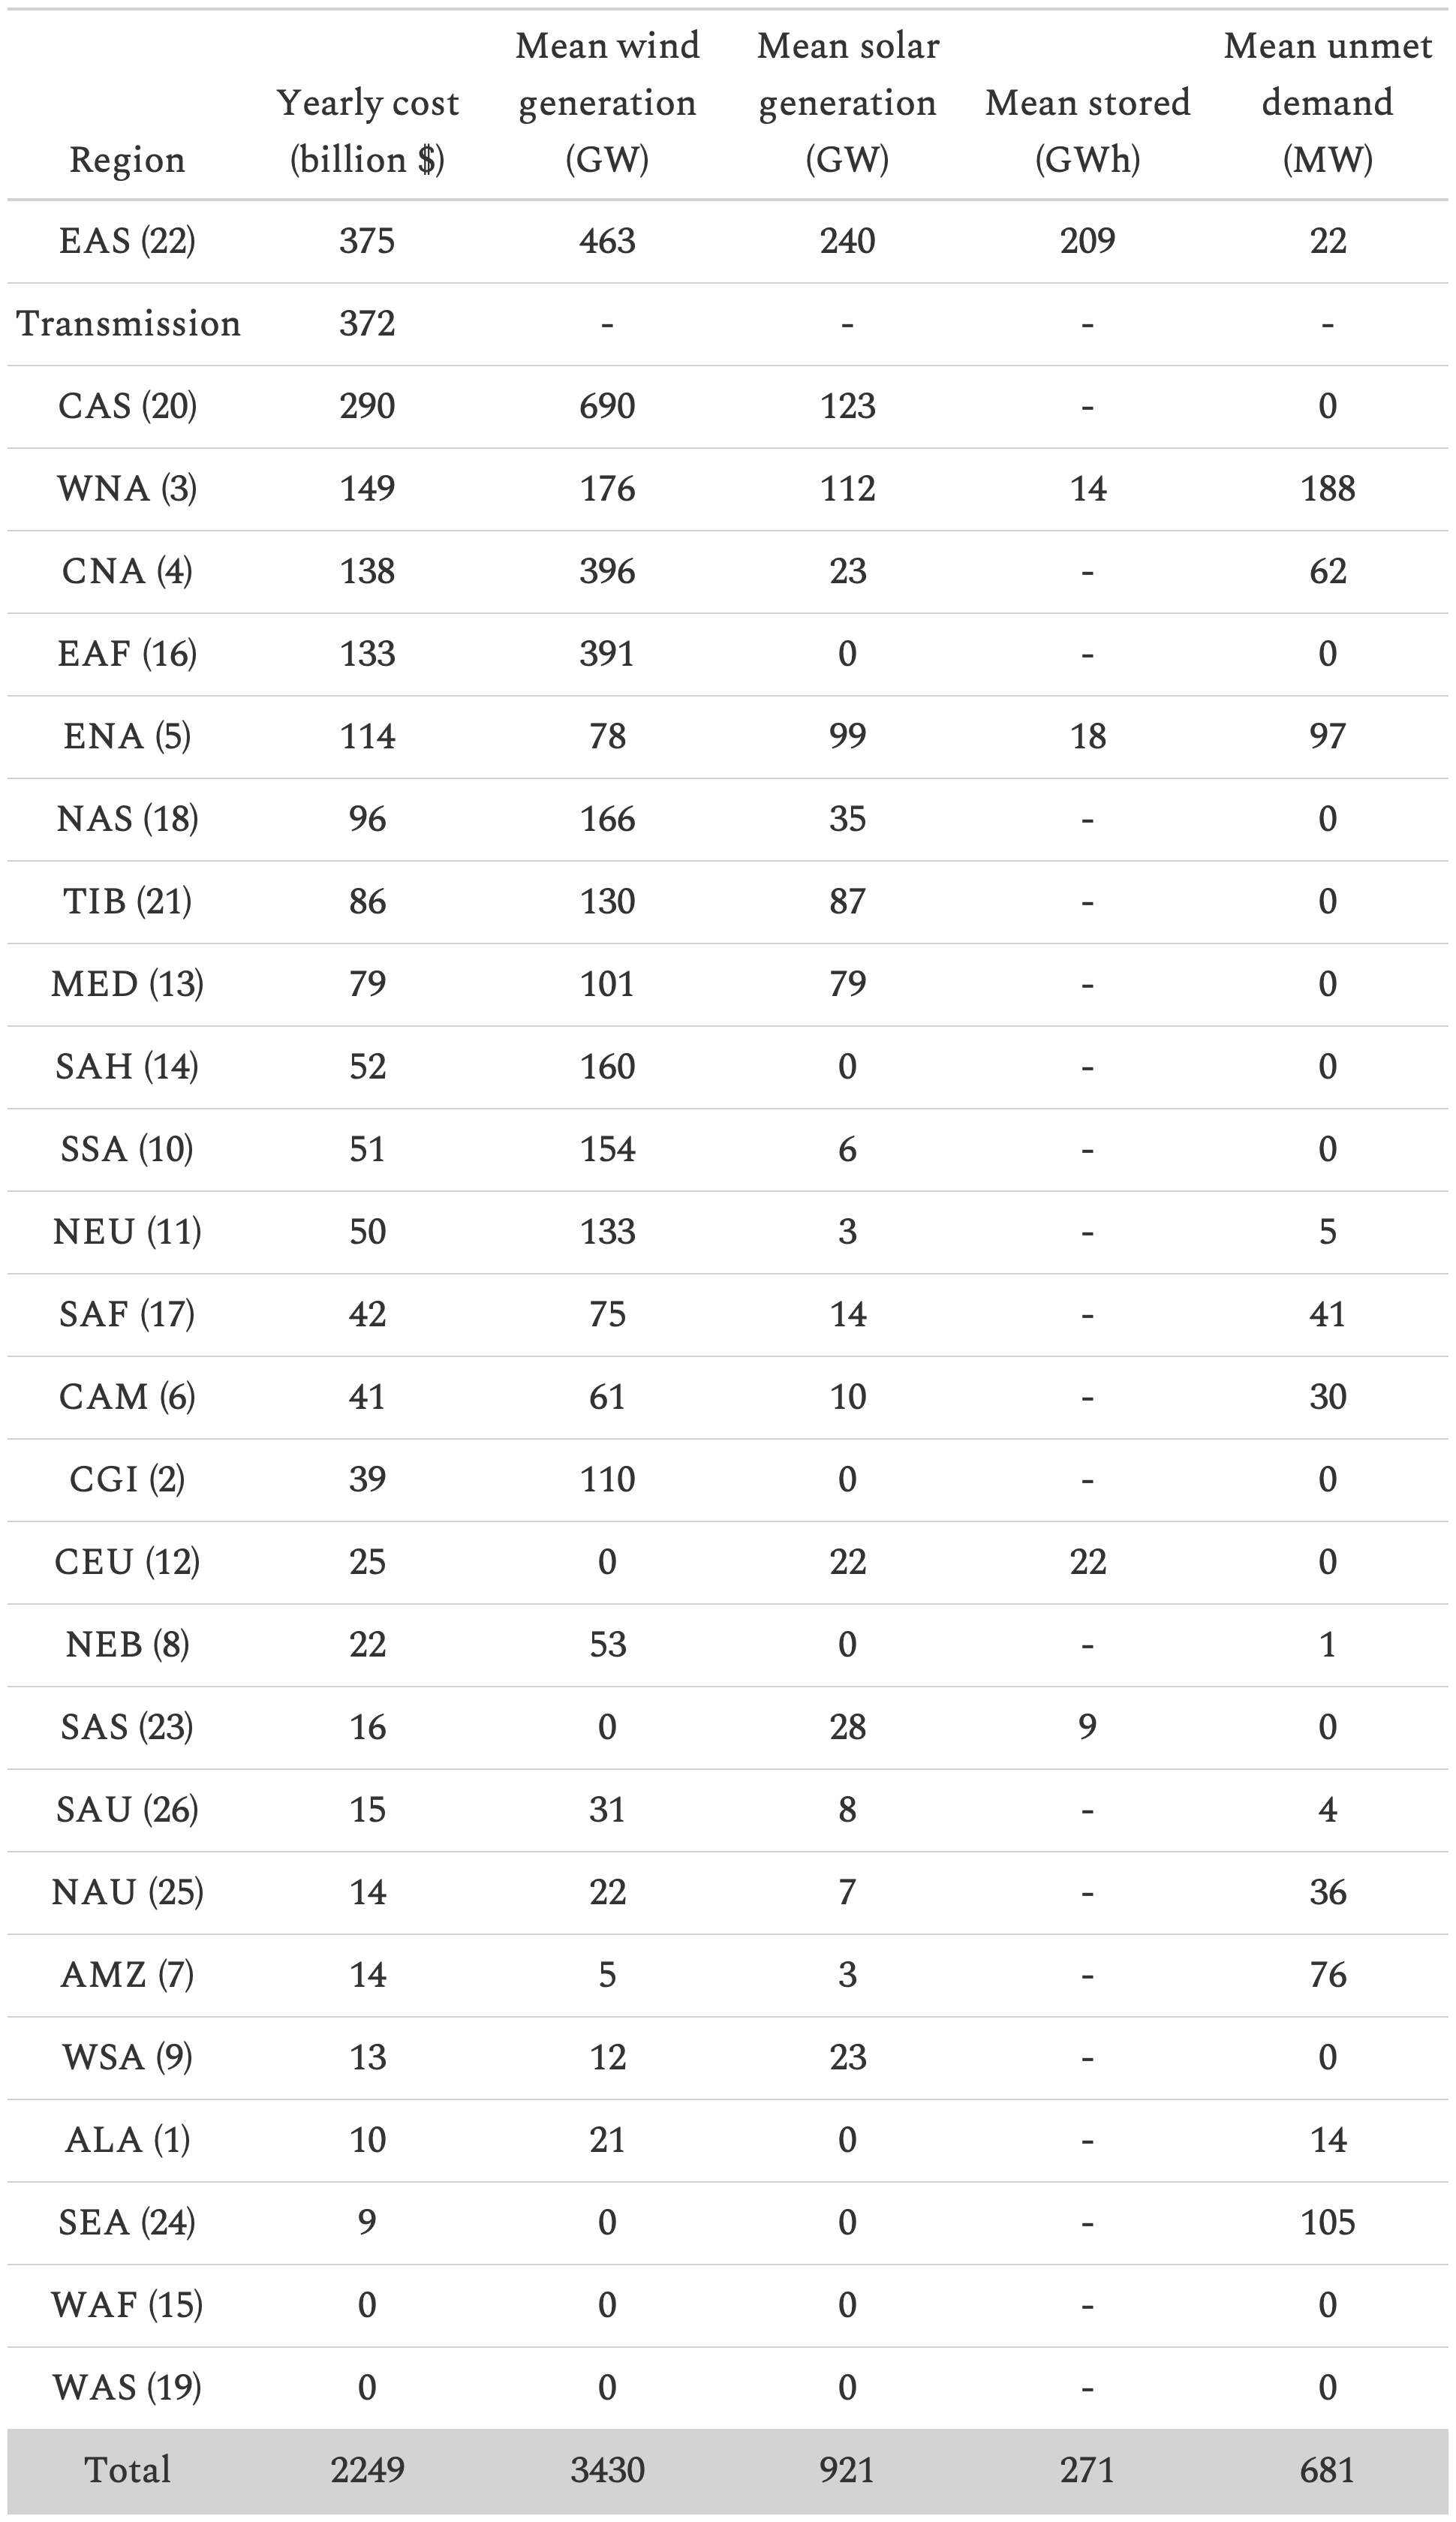 Region Yearly cost (billion $) Mean wind generation (GW) Mean solar generation (GW) Mean stored (GWh) Mean unmet demand (MW)
EAS (22) 375 463 240 209 22
Transmission 372 - - - -
CAS (20) 290 690 123 - 0
WNA (3) 149 176 112 14 188
CNA (4) 138 396 23 - 62
EAF (16) 133 391 0 - 0
ENA (5) 114 78 99 18 97
NAS (18) 96 166 35 - 0
TIB (21) 86 130 87 - 0
MED (13) 79 101 79 - 0
SAH (14) 52 160 0 - 0
SSA (10) 51 154 6 - 0
NEU (11) 50 133 3 - 5
SAF (17) 42 75 14 - 41
CAM (6) 41 61 10 - 30
CGI (2) 39 110 0 - 0
CEU (12) 25 0 22 22 0
NEB (8) 22 53 0 - 1
SAS (23) 16 0 28 9 0
SAU (26) 15 31 8 - 4
NAU (25) 14 22 7 - 36
AMZ (7) 14 5 3 - 76
WSA (9) 13 12 23 - 0
ALA (1) 10 21 0 - 14
SEA (24) 9 0 0 - 105
WAF (15) 0 0 0 - 0
WAS (19) 0 0 0 - 0
Total 2249 3430 921 271 681